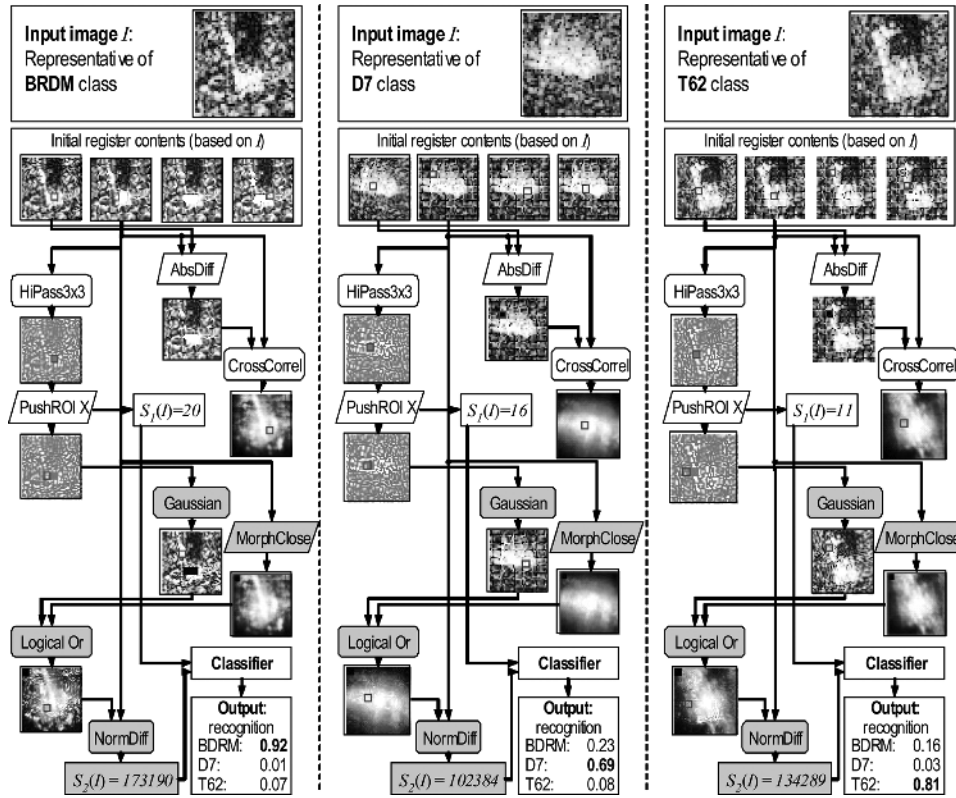 Input image I:
Representative of
BRDM class
Initial register contents (based on I)
AbsDiff
HiPass3x3
CrossCorrel
PushROI X
S1(I)=20
Gaussian
MorphClose
Logical Or
Classifier
Output:
recognition
NormDiff
BDRM: 0.92
D7: 0.01
T62: 0.07
S2(I) = 173190
Input image I:
Representative of
D7 class
Initial register contents (based on I)
AbsDiff
HiPass3x3
CrossCorrel
PushROI X
S1(I)=16
Gaussian
MorphClose
Logical Or
Classifier
Output:
recognition
NormDiff
BDRM: 0.23
D7: 0.69
T62: 0.08
S2(I) = 102384
Input image I:
Representative of
T62 class
Initial register contents (based on I)
AbsDiff
HiPass3x3
CrossCorrel
PushROI X
S1(I)=11
Gaussian
MorphClose
Logical Or
Classifier
Output:
recognition
NormDiff
BDRM: 0.16
D7: 0.03
T62: 0.81
S2(I) = 134289